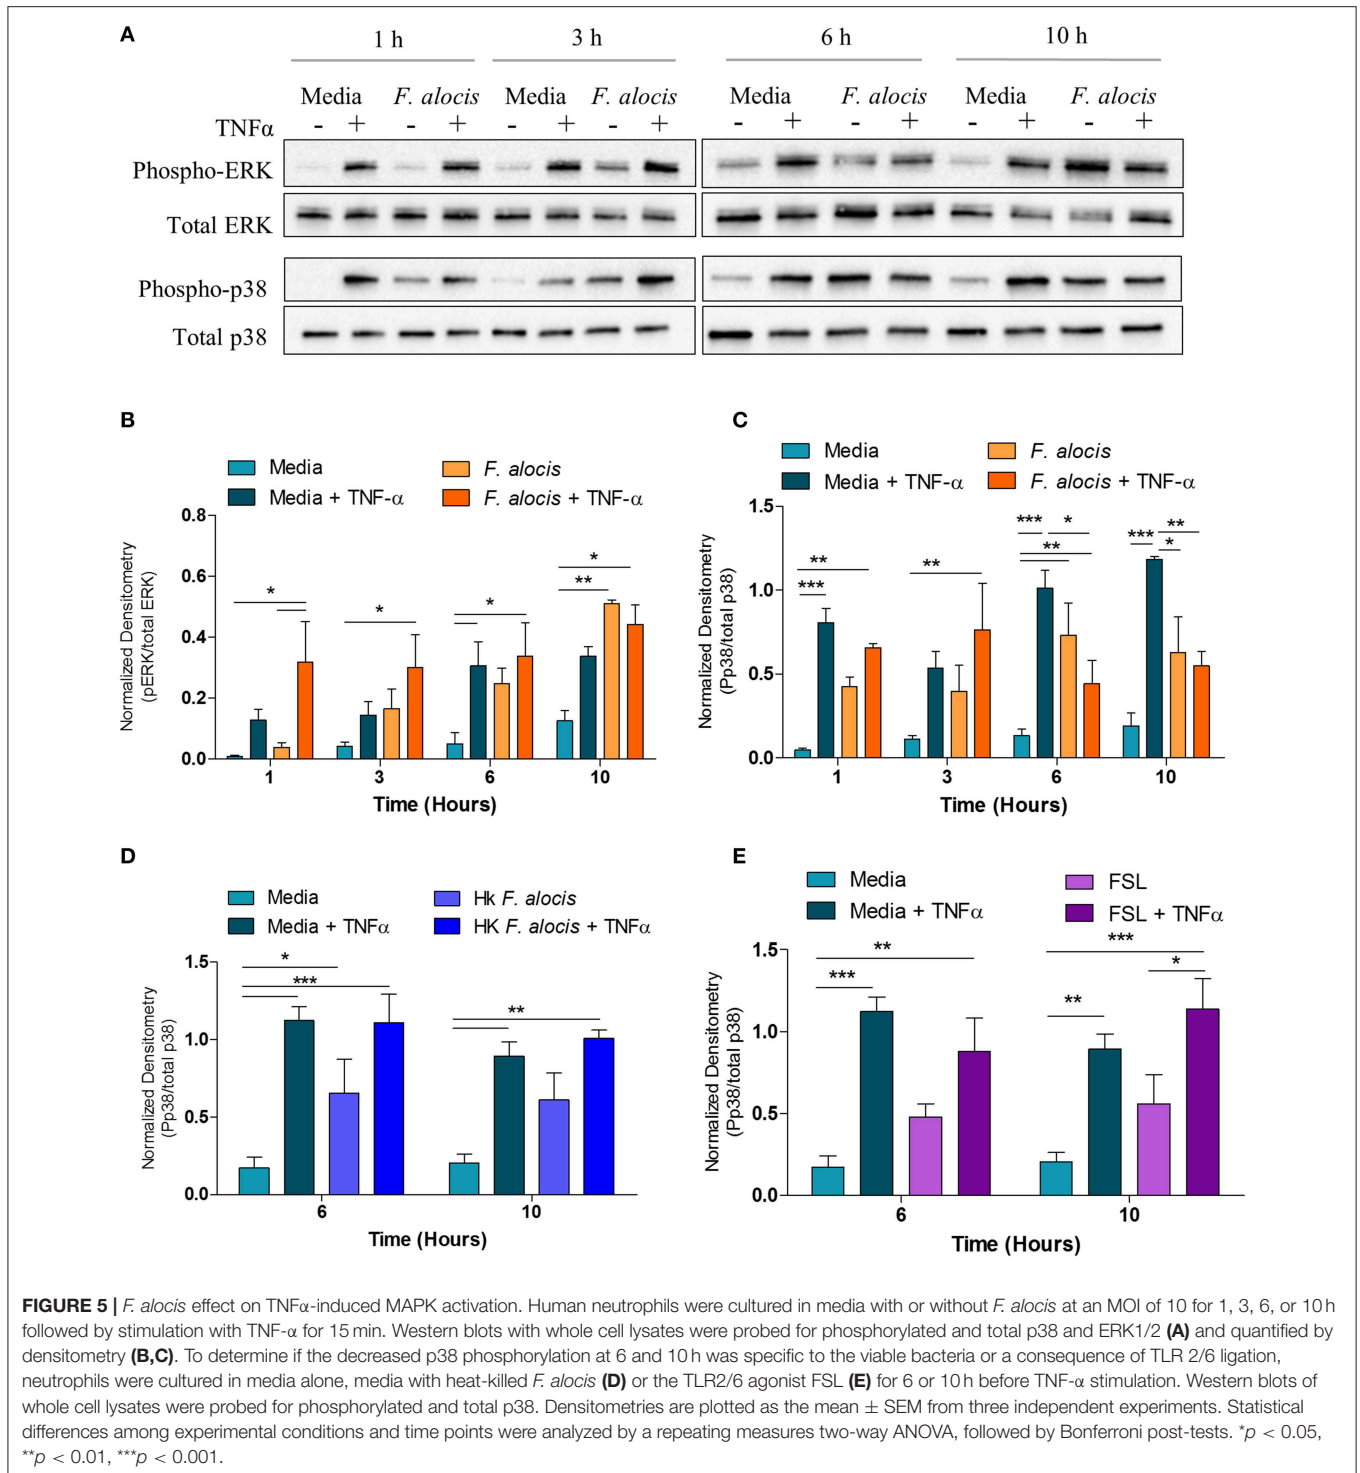 A
1 h 3 h 6 h 10 h
Media F. alocis Media F. alocis Media F. alocis Media F. alocis
TNFα - + - + - + - + - + - + - + - +
Phospho-ERK
Total ERK
Phospho-p38
Total p38
B
Media F. alocis
Media + TNF-α F. alocis + TNF-α
Normalized Densitometry
(pERK/total ERK)
0.8
0.6
0.4
0.2
0.0
* * * * **
1 3 6 10
Time (Hours)
C
Media F. alocis
Media + TNF-α F. alocis + TNF-α
Normalized Densitometry
(Pp38/total p38)
1.5
1.0
0.5
0.0
** *** ** *** * ** *** ** *
1 3 6 10
Time (Hours)
D
Media Hk F. alocis
Media + TNFα HK F. alocis + TNFα
Normalized Densitometry
(Pp38/total p38)
1.5
1.0
0.5
0.0
* *** **
6 10
Time (Hours)
E
Media FSL
Media + TNFα FSL + TNFα
Normalized Densitometry
(Pp38/total p38)
1.5
1.0
0.5
0.0
** *** *** * **
6 10
Time (Hours)
FIGURE 5 | F. alocis effect on TNFα-induced MAPK activation. Human neutrophils were cultured in media with or without F. alocis at an MOI of 10 for 1, 3, 6, or 10 h
followed by stimulation with TNF-α for 15 min. Western blots with whole cell lysates were probed for phosphorylated and total p38 and ERK1/2 (A) and quantified by
densitometry (B,C). To determine if the decreased p38 phosphorylation at 6 and 10 h was specific to the viable bacteria or a consequence of TLR 2/6 ligation,
neutrophils were cultured in media alone, media with heat-killed F. alocis (D) or the TLR2/6 agonist FSL (E) for 6 or 10 h before TNF-α stimulation. Western blots of
whole cell lysates were probed for phosphorylated and total p38. Densitometries are plotted as the mean ± SEM from three independent experiments. Statistical
differences among experimental conditions and time points were analyzed by a repeating measures two-way ANOVA, followed by Bonferroni post-tests. *p < 0.05,
**p < 0.01, ***p < 0.001.